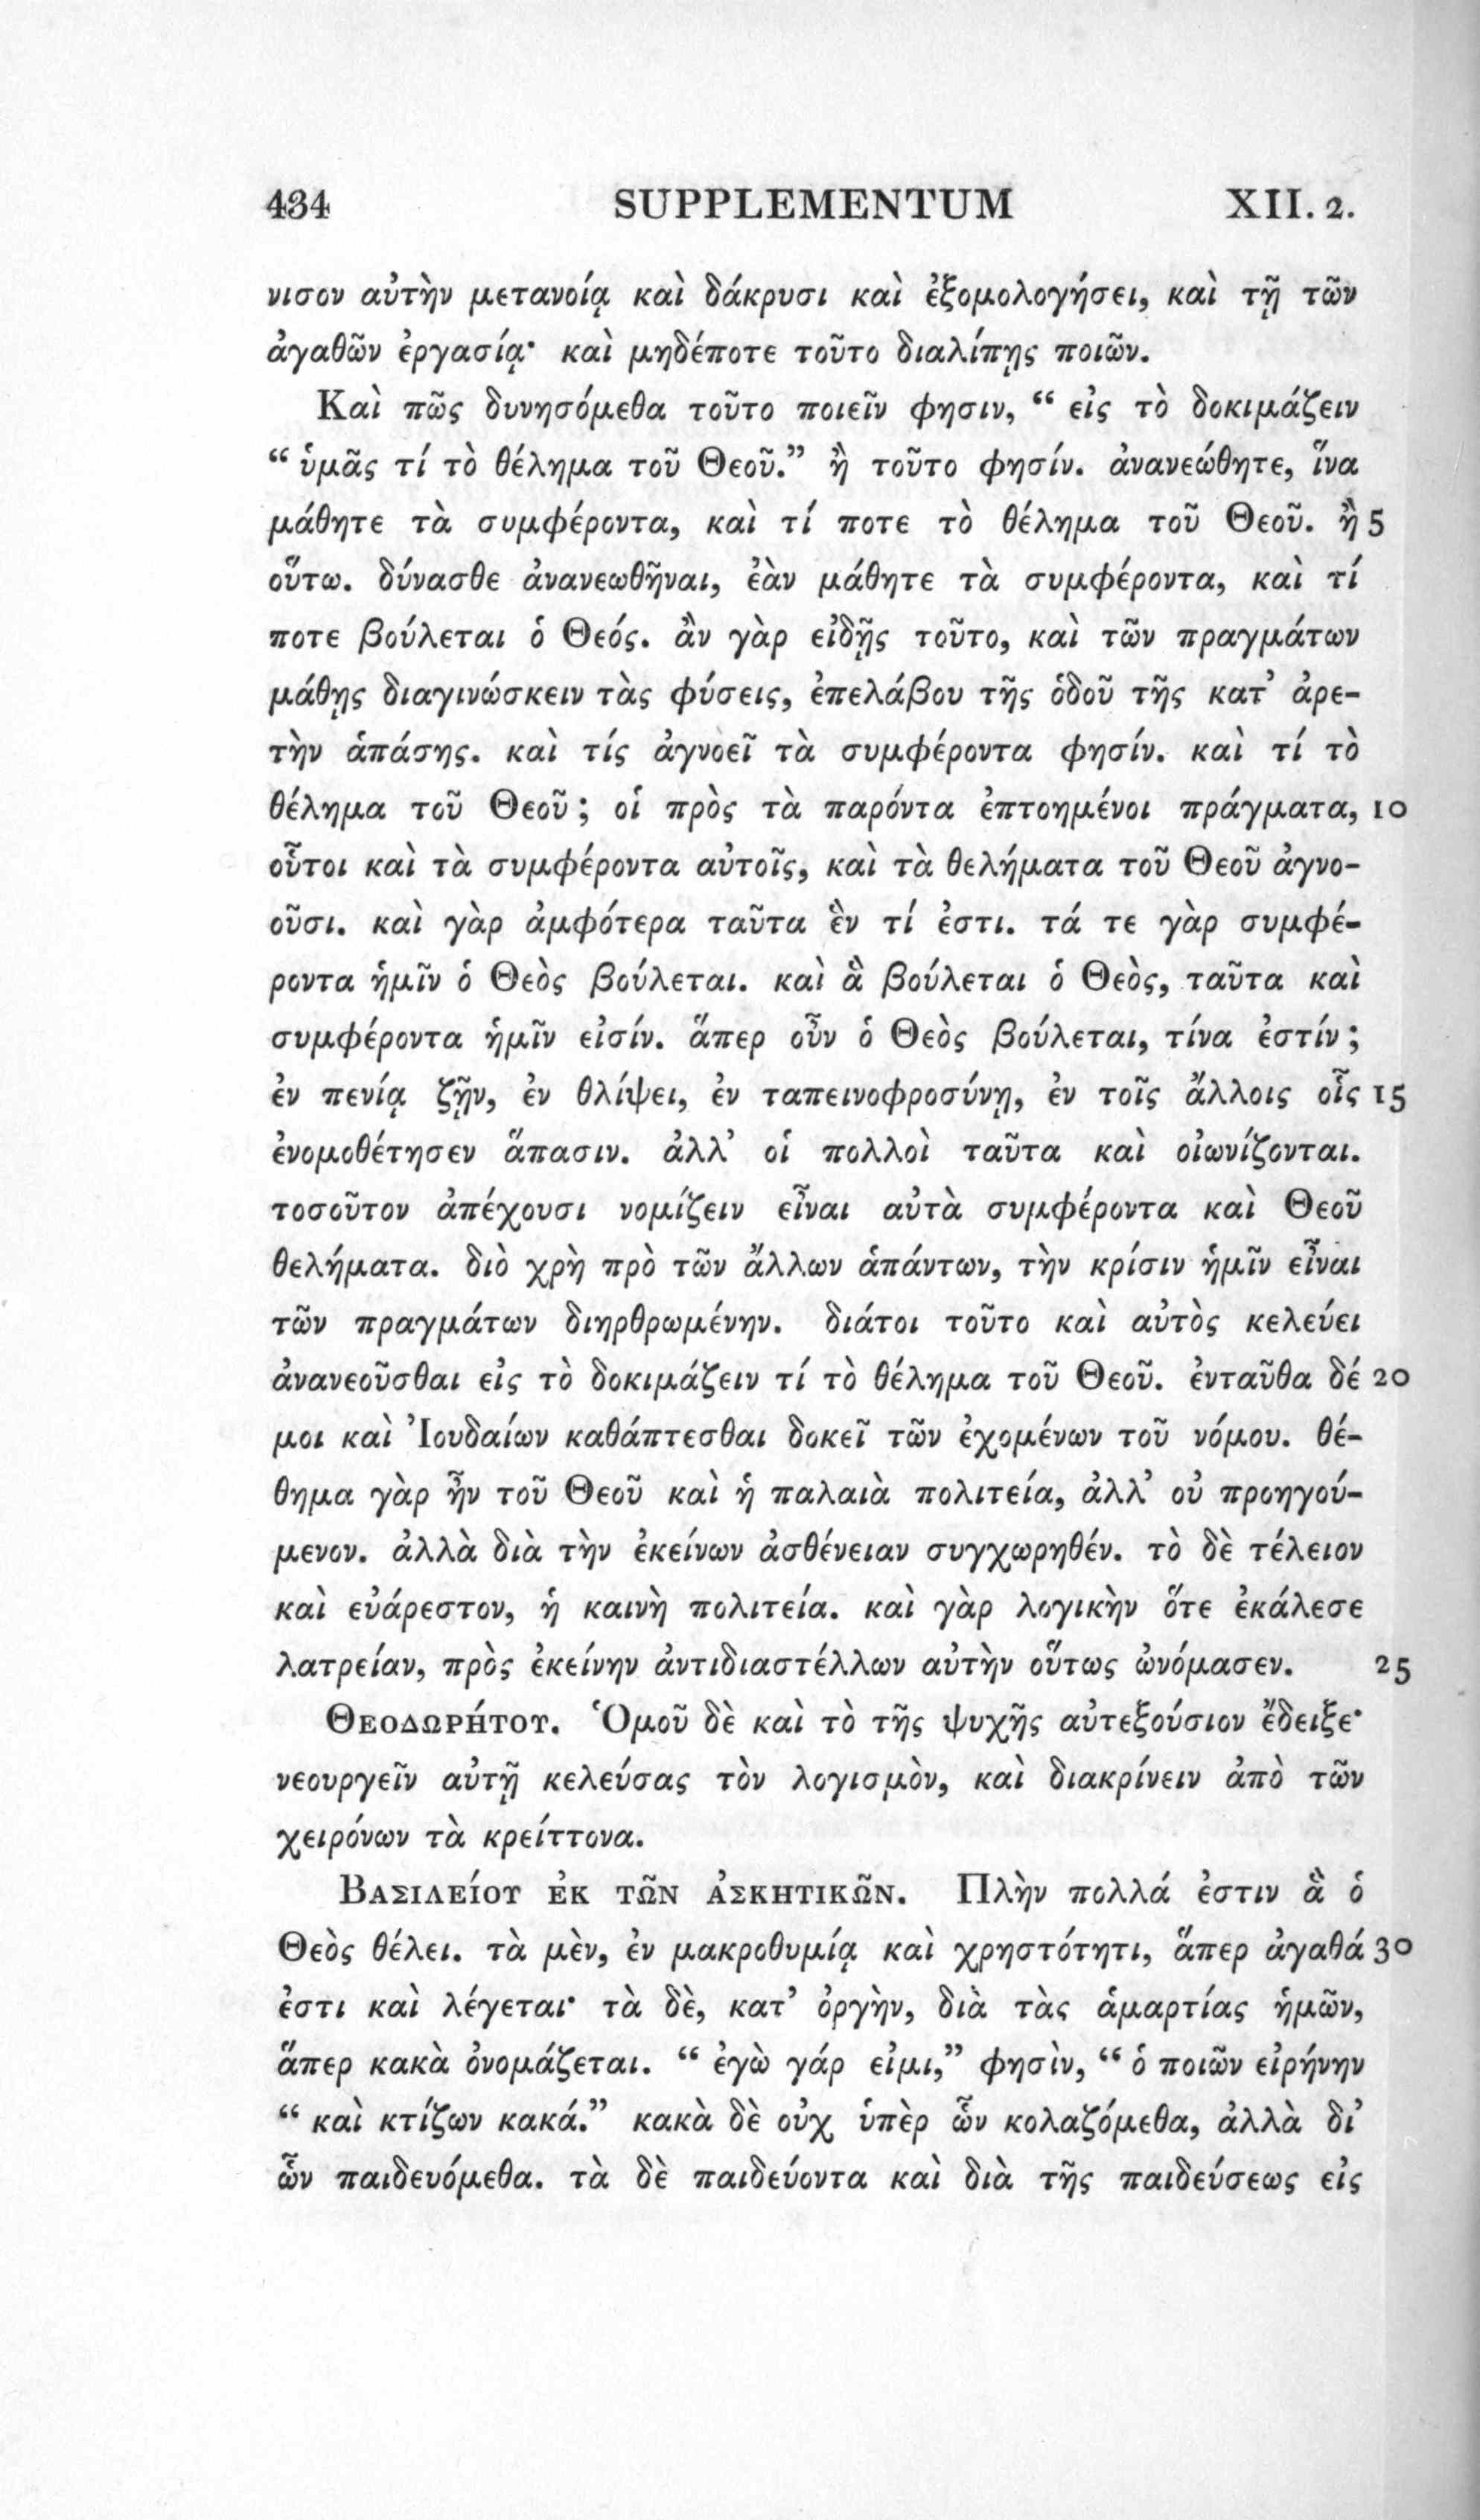 434 SUPPLEMENTUM XII. 2.
νισον αὐτὴν μετανοίᾳ καὶ δάκρυσι καὶ ἐξομολογήσει, καὶ τῇ τῶν
ἀγαθῶν ἐργασίᾳ· καὶ μηδέποτε τοῦτο διαλίπῃς ποιῶν.
Καὶ πῶς δυνησόμεθα τοῦτο ποιεῖν φησιν, “ εἰς τὸ δοκιμάζειν
“ ὑμᾶς τί τὸ θέλημα τοῦ Θεοῦ.” ἢ τοῦτο φησίν. ἀνανεώθητε, ἵνα
μάθητε τὰ συμφέροντα, καὶ τί ποτε τὸ θέλημα τοῦ Θεοῦ. ἢ 5
οὕτω. δύνασθε ἀνανεωθῆναι, ἐὰν μάθητε τὰ συμφέροντα, καὶ τί
ποτε βούλεται ὁ Θεός. ἂν γὰρ εἰδῇς τοῦτο, καὶ τῶν πραγμάτων
μάθῃς διαγινώσκειν τὰς φύσεις, ἐπελάβου τῆς ὁδοῦ τῆς κατ’ ἀρε-
τὴν ἁπάσης. καὶ τίς ἀγνοεῖ τὰ συμφέροντα φησίν. καὶ τί τὸ
θέλημα τοῦ Θεοῦ ; οἱ πρὸς τὰ παρόντα ἐπτοημένοι πράγματα, 10
οὗτοι καὶ τὰ συμφέροντα αὐτοῖς, καὶ τὰ θελήματα τοῦ Θεοῦ ἀγνο-
οῦσι. καὶ γὰρ ἀμφότερα ταῦτα ἓν τί ἐστι. τά τε γὰρ συμφέ-
ροντα ἡμῖν ὁ Θεὸς βούλεται. καὶ ἃ βούλεται ὁ Θεὸς, ταῦτα καὶ
συμφέροντα ἡμῖν εἰσίν. ἅπερ οὖν ὁ Θεὸς βούλεται, τίνα ἐστίν ;
ἐν πενίᾳ ζῇν, ἐν θλίψει, ἐν ταπεινοφροσύνῃ, ἐν τοῖς ἄλλοις οἷς 15
ἐνομοθέτησεν ἅπασιν. ἀλλ’ οἱ πολλοὶ ταῦτα καὶ οἰωνίζονται.
τοσοῦτον ἀπέχουσι νομίζειν εἶναι αὐτὰ συμφέροντα καὶ Θεοῦ
θελήματα. διὸ χρὴ πρὸ τῶν ἄλλων ἁπάντων, τὴν κρίσιν ἡμῖν εἶναι
τῶν πραγμάτων διηρθρωμένην. διάτοι τοῦτο καὶ αὐτὸς κελεύει
ἀνανεοῦσθαι εἰς τὸ δοκιμάζειν τί τὸ θέλημα τοῦ Θεοῦ. ἐνταῦθα δέ 20
μοι καὶ Ἰουδαίων καθάπτεσθαι δοκεῖ τῶν ἐχομένων τοῦ νόμου. θέ-
θημα γὰρ ἦν τοῦ Θεοῦ καὶ ἡ παλαιὰ πολιτεία, ἀλλ’ οὐ προηγού-
μενον. ἀλλὰ διὰ τὴν ἐκείνων ἀσθένειαν συγχωρηθέν. τὸ δὲ τέλειον
καὶ εὐάρεστον, ἡ καινὴ πολιτεία. καὶ γὰρ λογικὴν ὅτε ἐκάλεσε
λατρείαν, πρὸς ἐκείνην ἀντιδιαστέλλων αὐτὴν οὕτως ὠνόμασεν. 25
ΘΕΟΔΩΡΉΤΟΥ. Ὁμοῦ δὲ καὶ τὸ τῆς ψυχῆς αὐτεξούσιον ἔδειξε·
νεουργεῖν αὐτῇ κελεύσας τὸν λογισμὸν, καὶ διακρίνειν ἀπὸ τῶν
χειρόνων τὰ κρείττονα.
ΒΑΣΙΛΕΊΟΥ ἘΚ ΤΩ͂Ν ἈΣΚΗΤΙΚΩ͂Ν. Πλὴν πολλά ἐστιν ἃ ὁ
Θεὸς θέλει. τὰ μὲν, ἐν μακροθυμίᾳ καὶ χρηστότητι, ἅπερ ἀγαθά 30
ἐστι καὶ λέγεται· τὰ δὲ, κατ’ ὀργὴν, διὰ τὰς ἁμαρτίας ἡμῶν,
ἅπερ κακὰ ὀνομάζεται. “ ἐγὼ γάρ εἰμι,” φησὶν, “ ὁ ποιῶν εἰρήνην
“ καὶ κτίζων κακά.” κακὰ δὲ οὐχ ὑπὲρ ὧν κολαζόμεθα, ἀλλὰ δι’
ὧν παιδευόμεθα. τὰ δὲ παιδεύοντα καὶ διὰ τῆς παιδεύσεως εἰς